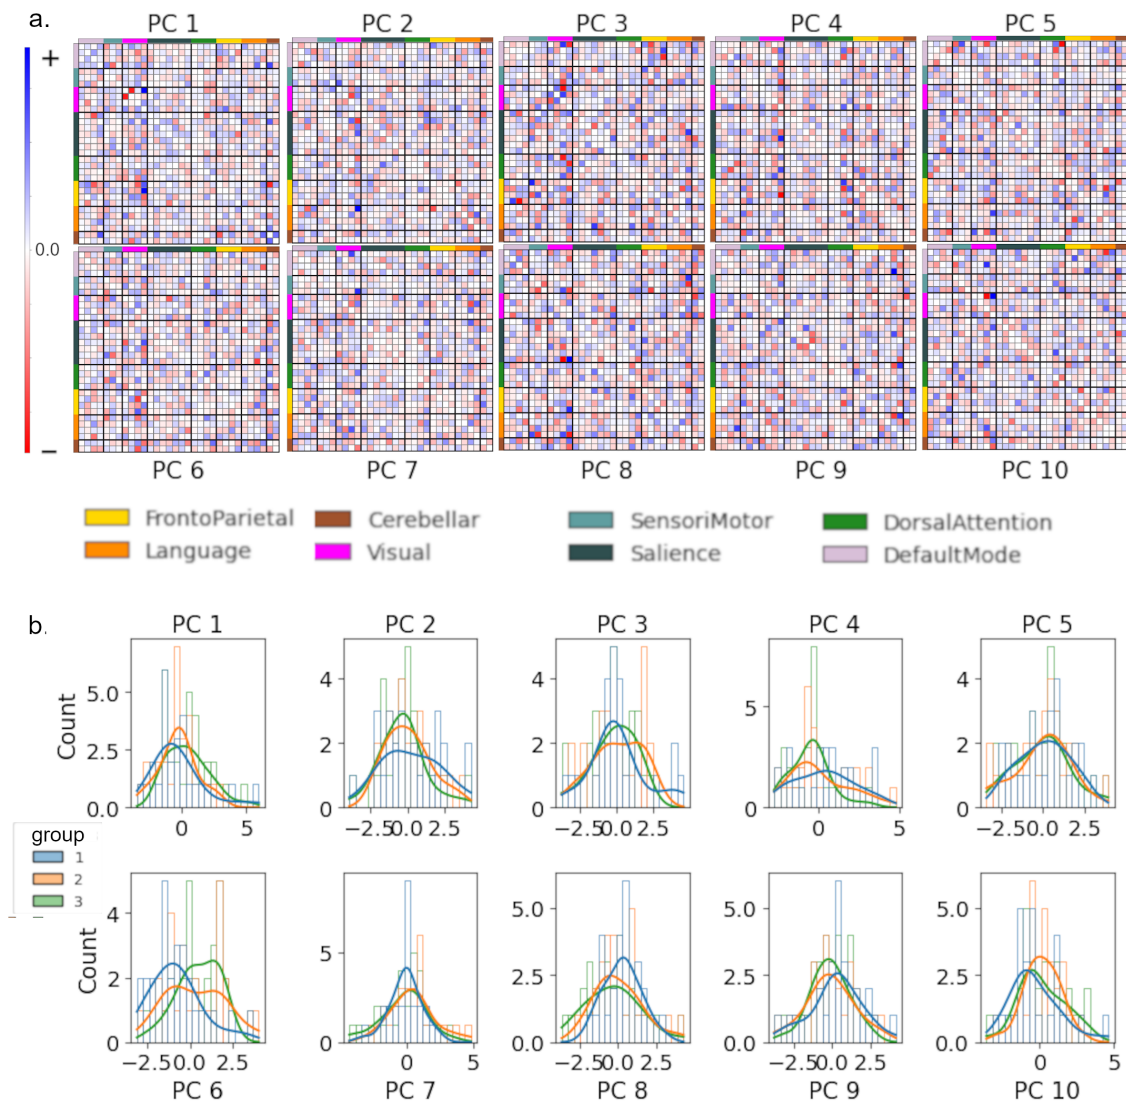 a.
PC 1 PC 2 PC 3 PC 4 PC 5
+
0.0
−
PC 6 PC 7 PC 8 PC 9 PC 10
FrontoParietal Cerebellar SensoriMotor DorsalAttention
Language Visual Salience DefaultMode
b.
PC 1 PC 2 PC 3 PC 4 PC 5
Count
5.0 4 4 5 4
2.5 2 2 2
0.0 0 0 0 0
0 5 −2.5 0.0 2.5 −2.5 0.0 2.5 0 5 −2.5 0.0 2.5
group
1
2
3
Count
4 5 5.0 5.0 5.0
2 2.5 2.5 2.5
0 0 0.0 0.0 0.0
−2.5 0.0 2.5 0 5 −2.5 0.0 2.5 −2.5 0.0 2.5 0 5
PC 6 PC 7 PC 8 PC 9 PC 10